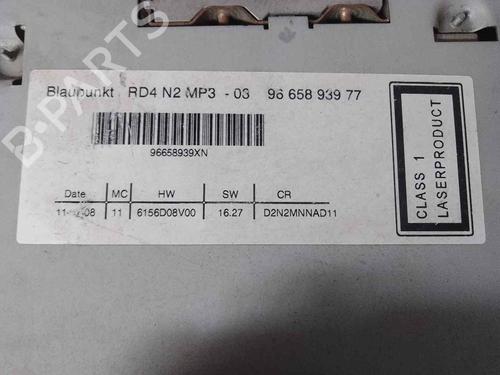 B-PARTS
Blaupunkt RD4 N2 MP3 - 03 96 658 939 77
96658939XN
CLASS 1
LASERPRODUCT
Date MC HW SW CR
11 6156D08V00 16.27 D2N2MNNAD11